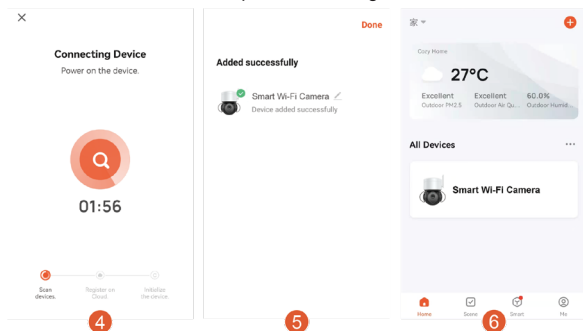 Connecting Device
Power on the device.
01:56
Scan
devices.
Register on
Cloud.
Initialize
the device.
4
Done
Added successfully
Smart Wi-Fi Camera
Device added successfully
5
家
Cory Home
27°C
Excellent
Outdoor PM2.5
Excellent
Outdoor Air Qu...
60.0%
Outdoor Humid
All Devices
Smart Wi-Fi Camera
Home
Scene
Smart
Me
6